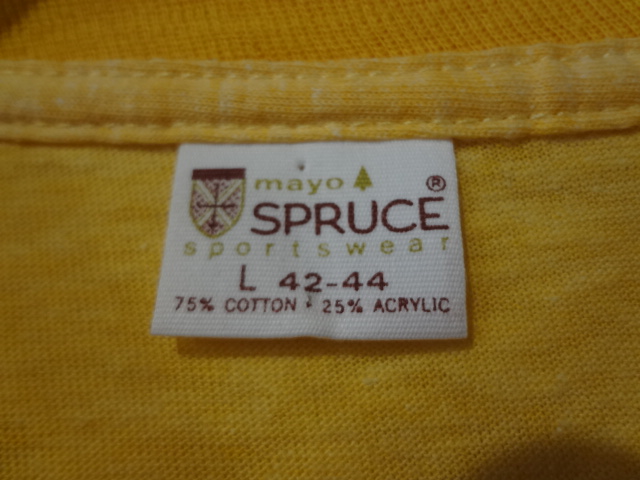 mayo ®
SPRUCE
sportswear
L 42-44
75% COTTON · 25% ACRYLIC